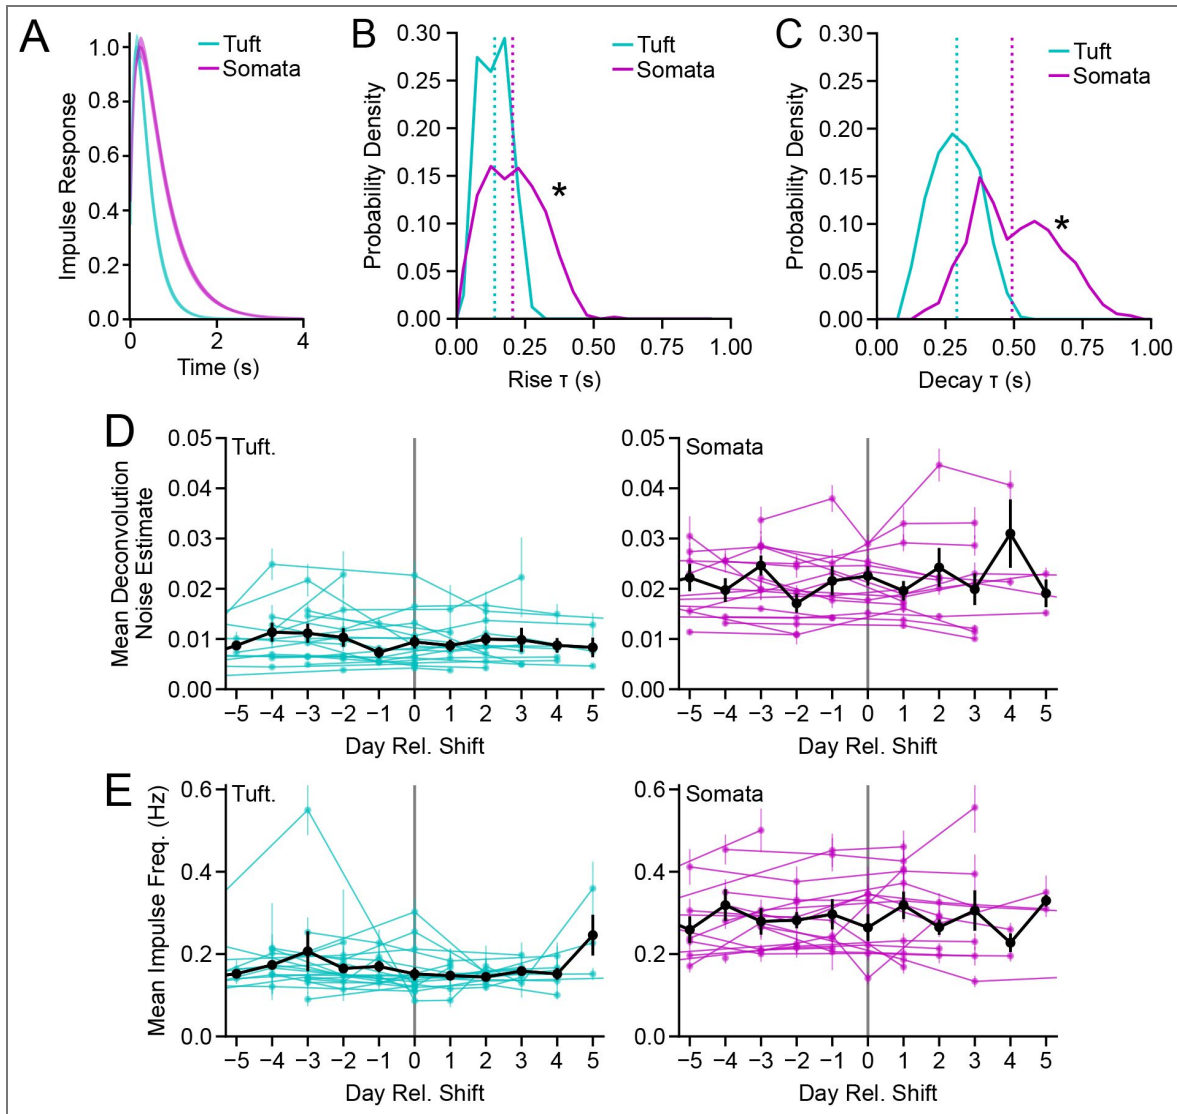 A
Tuft
Somata
1.0
0.8
0.6
0.4
0.2
0.0
Impulse Response
0 2 4
Time (s)
B
Tuft
Somata
0.30
0.25
0.20
0.15
0.10
0.05
0.00
Probability Density
*
0.00 0.25 0.50 0.75 1.00
Rise τ (s)
C
Tuft
Somata
0.30
0.25
0.20
0.15
0.10
0.05
0.00
Probability Density
*
0.00 0.25 0.50 0.75 1.00
Decay τ (s)
D
Tuft.
0.05
0.04
0.03
0.02
0.01
0.00
Mean Deconvolution
Noise Estimate
−5 −4 −3 −2 −1 0 1 2 3 4 5
Day Rel. Shift
Somata
0.05
0.04
0.03
0.02
0.01
0.00
−5 −4 −3 −2 −1 0 1 2 3 4 5
Day Rel. Shift
E
Tuft.
0.6
0.4
0.2
0.0
Mean Impulse Freq. (Hz)
−5 −4 −3 −2 −1 0 1 2 3 4 5
Day Rel. Shift
Somata
0.6
0.4
0.2
0.0
−5 −4 −3 −2 −1 0 1 2 3 4 5
Day Rel. Shift